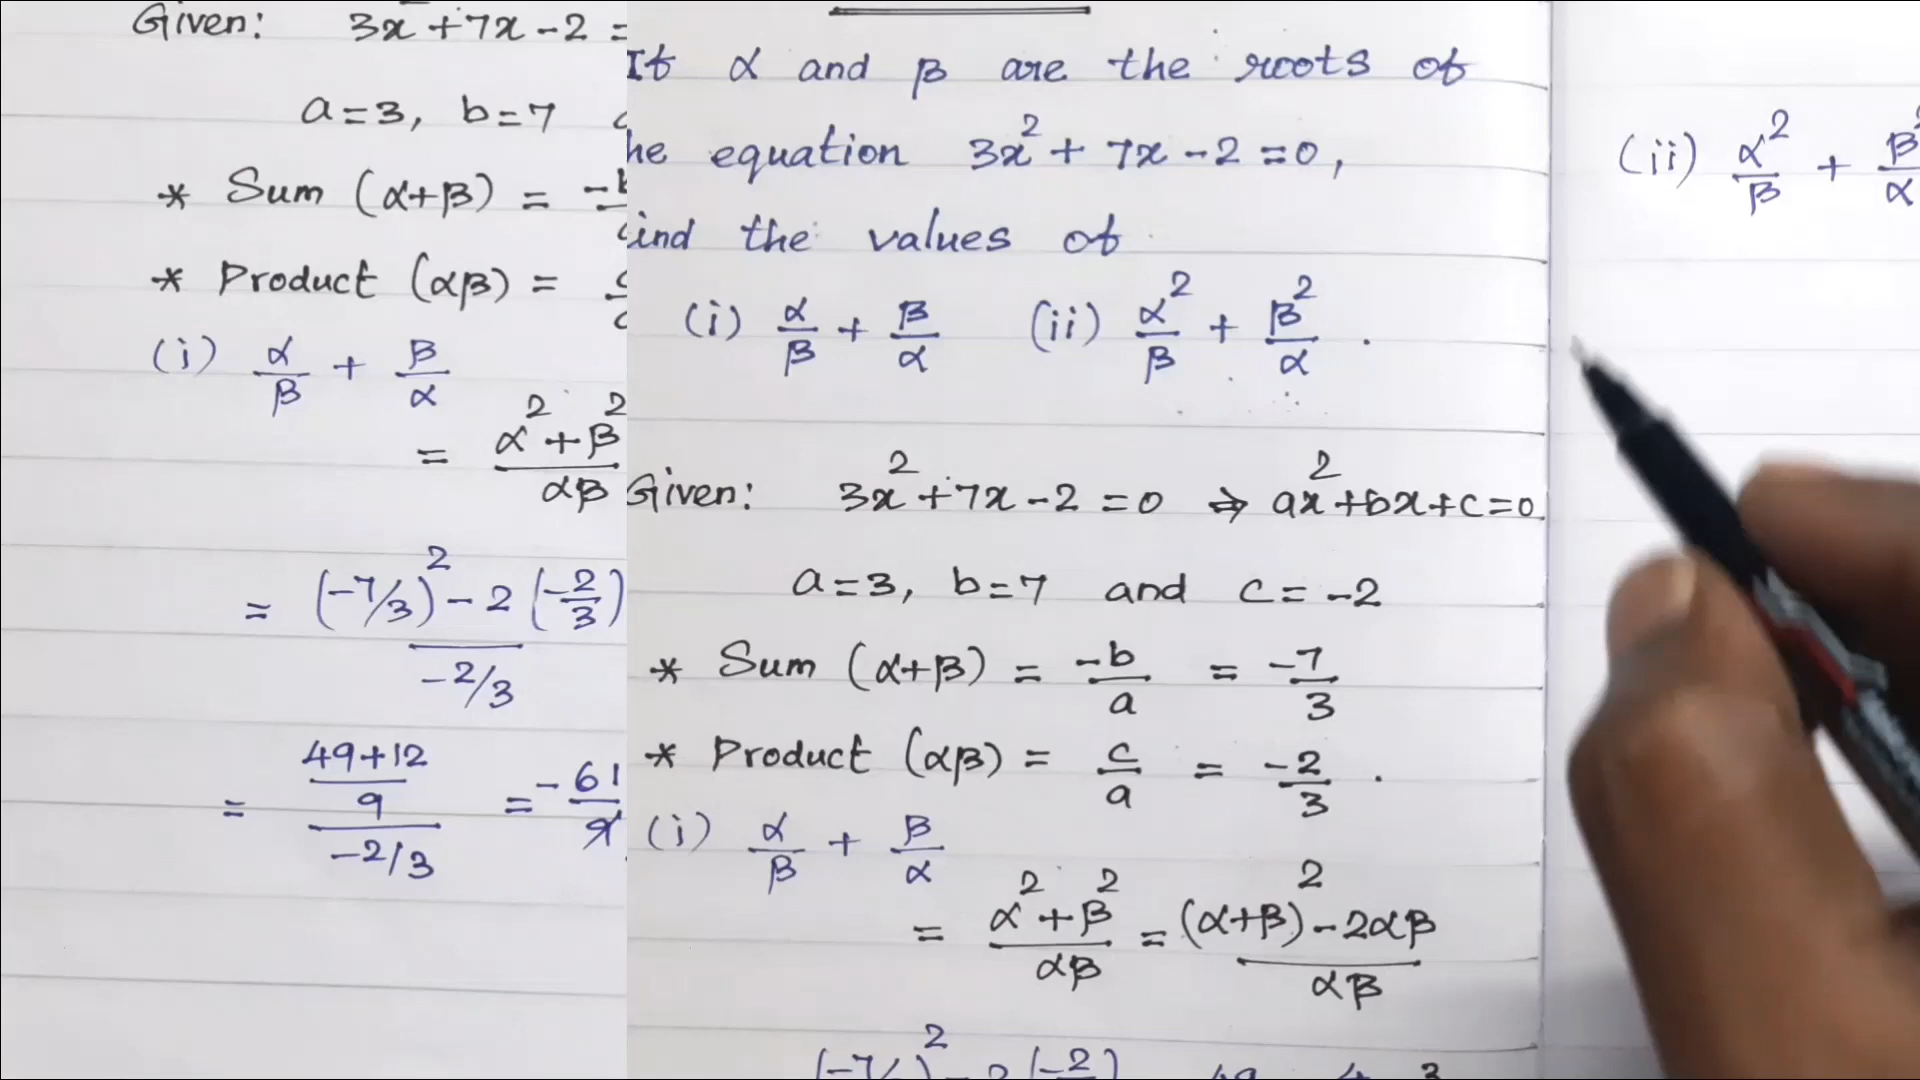 Given: 3x + 7x - 2 =
a = 3, b = 7
* Sum (α+β) = -b
* Product (αβ) = c
(i) α/β + β/α
= α² + β² / αβ
= (-7/3)² - 2 (-2/3) / -2/3
= 49+12/9 / -2/3 = -61/9
If α and β are the roots of
he equation 3x² + 7x - 2 = 0,
ind the values of
(i) α/β + β/α (ii) α²/β + β²/α .
Given: 3x² + 7x - 2 = 0 ⇒ ax² + bx + c = 0
a = 3, b = 7 and c = -2
* Sum (α+β) = -b/a = -7/3
* Product (αβ) = c/a = -2/3 .
(i) α/β + β/α
= α² + β² / αβ = (α+β)² - 2αβ / αβ
(ii) α²/β + β²/α